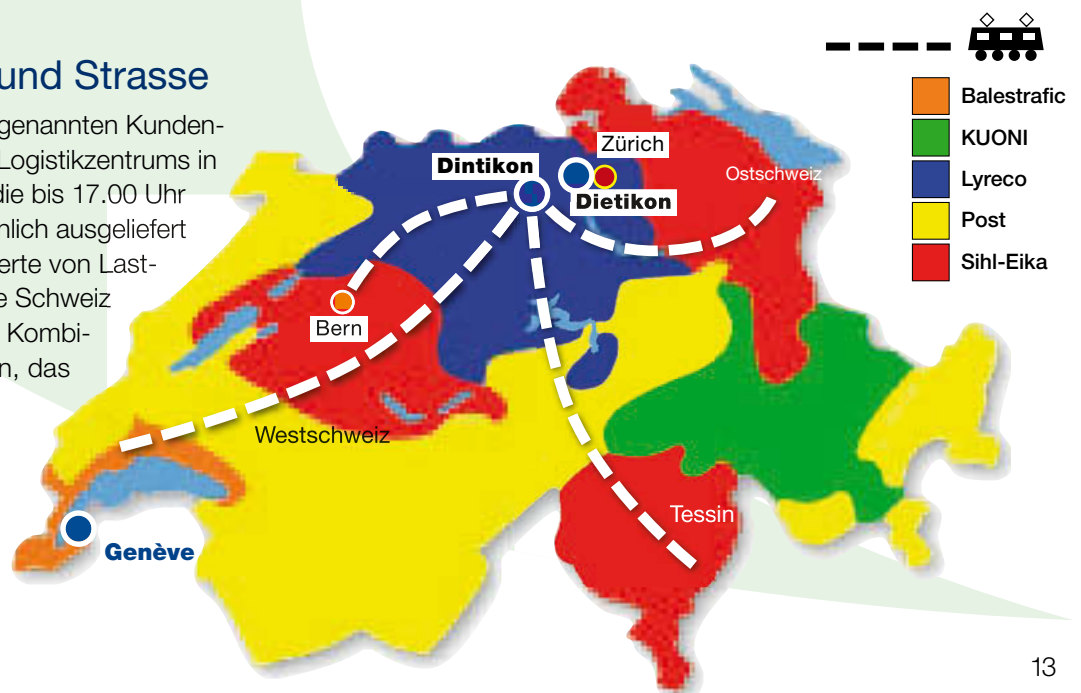 und Strasse
genannten Kunden-
Logistikzentrums in
die bis 17.00 Uhr
nlich ausgeliefert
erte von Last-
e Schweiz
Kombi-
n, das
Balestrafic
KUONI
Lyreco
Post
Sihl-Eika
Zürich
Dintikon
Ostschweiz
Dietikon
Bern
Westschweiz
Tessin
Genève
13